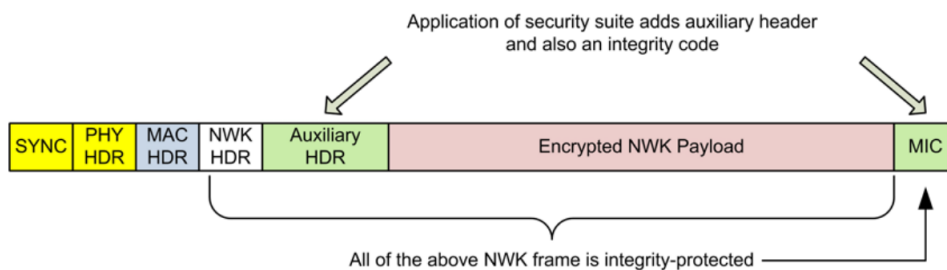 Application of security suite adds auxiliary header
and also an integrity code
SYNC
PHY
HDR
MAC
HDR
NWK
HDR
Auxiliary
HDR
Encrypted NWK Payload
MIC
All of the above NWK frame is integrity-protected